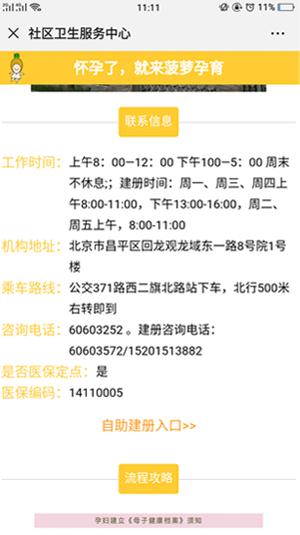 11:11
11%
× 社区卫生服务中心 ...
怀孕了，就来菠萝孕育
联系信息
工作时间： 上午8：00—12：00 下午100—5：00 周末
不休息;；建册时间：周一、周三、周四上
午8:00-11:00，下午13:00-16:00，周二、
周五上午，8:00-11:00
机构地址： 北京市昌平区回龙观龙域东一路8号院1号
楼
乘车路线： 公交371路西二旗北路站下车，北行500米
右转即到
咨询电话： 60603252 。建册咨询电话：
60603572/15201513882
是否医保定点： 是
医保编码： 14110005
自助建册入口>>
流程攻略
孕妇建立《母子健康档案》须知